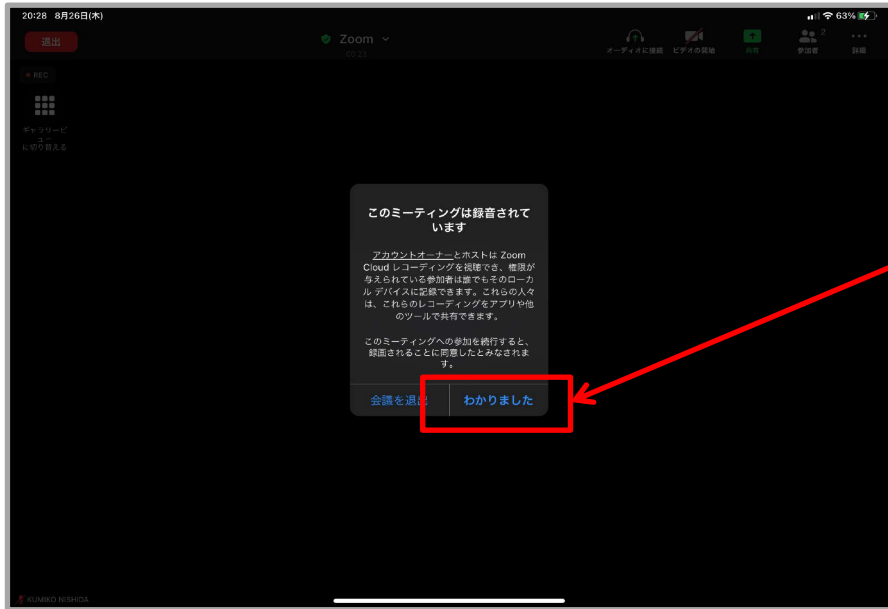 20:28 8月26日(木)
63%
退出
Zoom
00:23
オーディオに接続
ビデオの開始
共有
2
参加者
詳細
REC
ギャラリービ
ュー
に切り替える
このミーティングは録音されて
います
アカウントオーナーとホストは Zoom
Cloud レコーディングを視聴でき、権限が
与えられている参加者は誰でもそのローカ
ル デバイスに記録できます。これらの人々
は、これらのレコーディングをアプリや他
のツールで共有できます。
このミーティングへの参加を続行すると、
録画されることに同意したとみなされま
す。
会議を退出
わかりました
KUMIKO NISHIDA